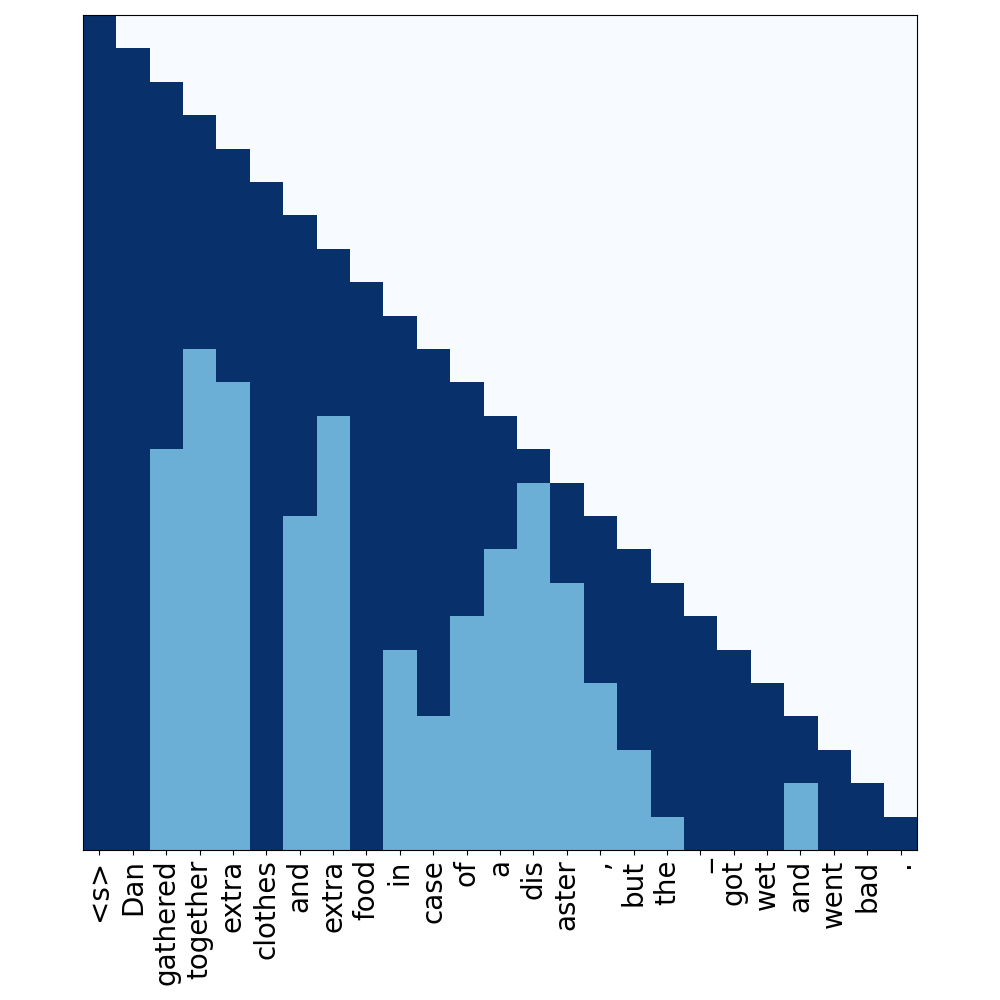 <s>
Dan
gathered
together
extra
clothes
and
extra
food
in
case
of
a
dis
aster
,
but
the
_
got
wet
and
went
bad
.